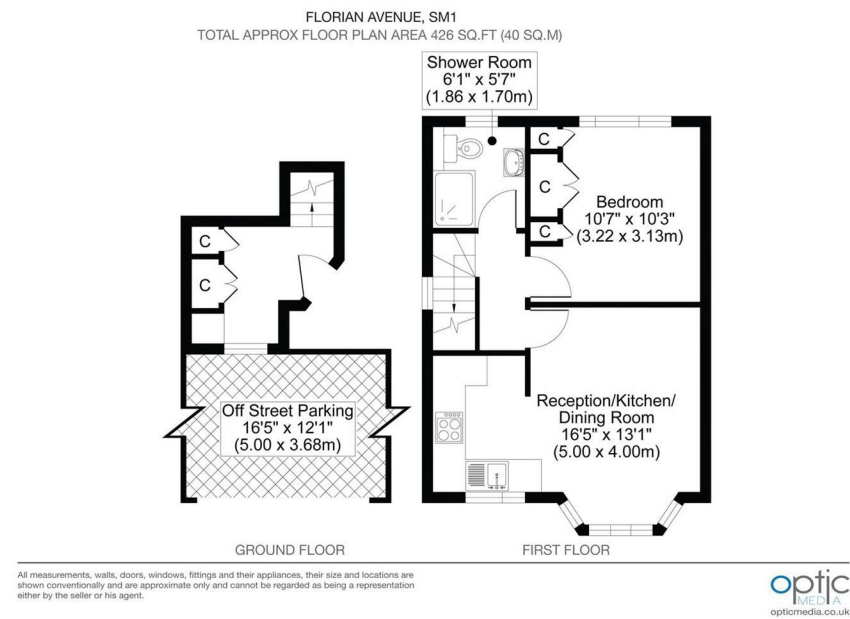 FLORIAN AVENUE, SM1
TOTAL APPROX FLOOR PLAN AREA 426 SQ.FT (40 SQ.M)
Shower Room
6'1" x 5'7"
(1.86 x 1.70m)
C
C
C
Bedroom
10'7" x 10'3"
(3.22 x 3.13m)
C
C
Off Street Parking
16'5" x 12'1"
(5.00 x 3.68m)
Reception/Kitchen/
Dining Room
16'5" x 13'1"
(5.00 x 4.00m)
GROUND FLOOR
FIRST FLOOR
All measurements, walls, doors, windows, fittings and their appliances, their size and locations are
shown conventionally and are approximate only and cannot be regarded as being a representation
either by the seller or his agent.
optic
MEDIA
opticmedia.co.uk